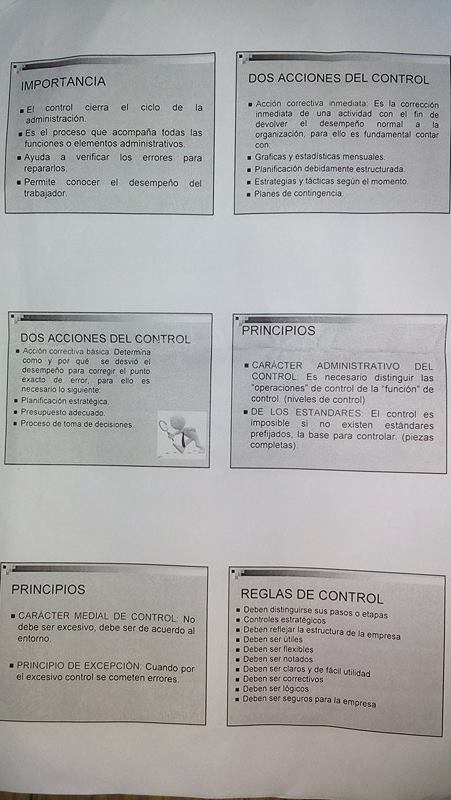 IMPORTANCIA
El control cierra el ciclo de la
administración.
Es el proceso que acompaña todas las
funciones o elementos administrativos.
Ayuda a verificar los errores para
repararlos.
Permite conocer el desempeño del
trabajador.
DOS ACCIONES DEL CONTROL
Acción correctiva inmediata: Es la corrección
inmediata de una actividad con el fin de
devolver el desempeño normal a la
organización, para ello es fundamental contar
con:
Graficas y estadísticas mensuales.
Planificación debidamente estructurada.
Estrategias y tácticas según el momento.
Planes de contingencia.
DOS ACCIONES DEL CONTROL
Acción correctiva básica: Determina
como y por qué se desvió el
desempeño para corregir el punto
exacto de error, para ello es
necesario lo siguiente:
Planificación estratégica.
Presupuesto adecuado.
Proceso de toma de decisiones
PRINCIPIOS
CARÁCTER ADMINISTRATIVO DEL
CONTROL: Es necesario distinguir las
"operaciones" de control de la "función" de
control. (niveles de control)
DE LOS ESTANDARES: El control es
imposible si no existen estándares
prefijados, la base para controlar. (piezas
completas).
PRINCIPIOS
CARÁCTER MEDIAL DE CONTROL: No
debe ser excesivo, debe ser de acuerdo al
entorno.
PRINCIPIO DE EXCEPCIÓN: Cuando por
el excesivo control se cometen errores.
REGLAS DE CONTROL
Deben distinguirse sus pasos o etapas
Controles estratégicos
Deben reflejar la estructura de la empresa
Deben ser útiles
Deben ser flexibles
Deben ser notados
Deben ser claros y de fácil utilidad
Deben ser correctivos
Deben ser lógicos
Deben ser seguros para la empresa